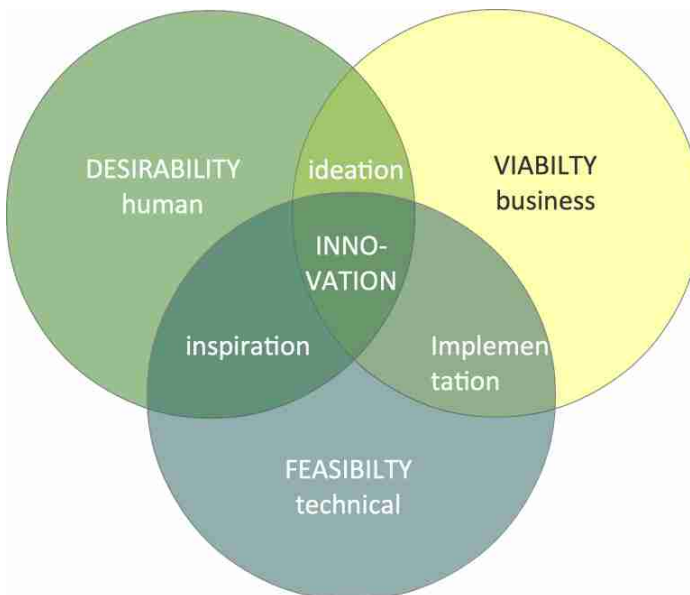 DESIRABILITY
human
ideation
VIABILTY
business
INNO-
VATION
inspiration
Implemen
tation
FEASIBILTY
technical